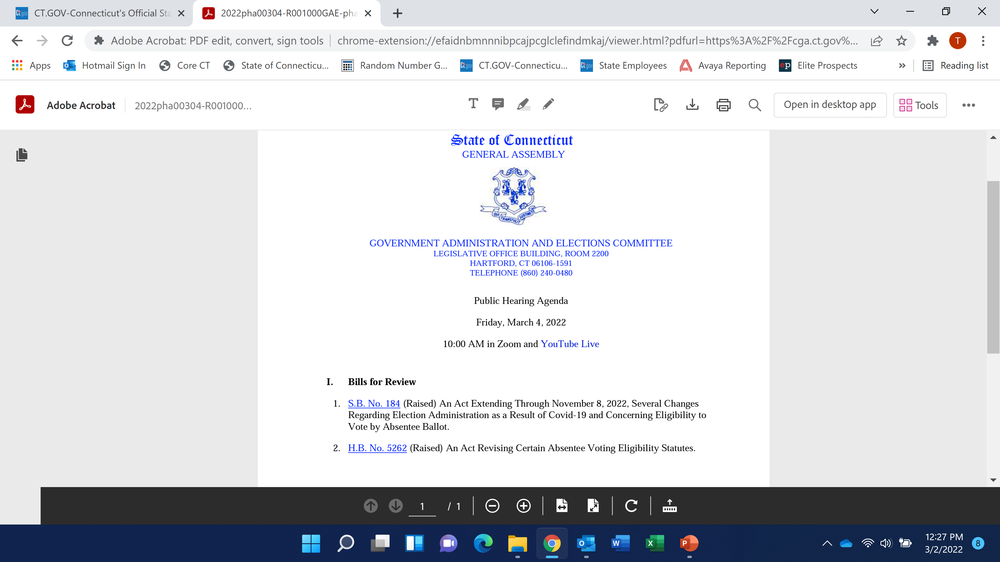 CT.GOV-Connecticut's Official Sta
2022pha00304-R001000GAE-pha
Adobe Acrobat: PDF edit, convert, sign tools
chrome-extension://efaidnbmnnnibpcajpcglclefindmkaj/viewer.html?pdfurl=https%3A%2F%2Fcga.ct.gov%...
T
Apps
Hotmail Sign In
Core CT
State of Connecticu...
Random Number G...
CT.GOV-Connecticu...
State Employees
Avaya Reporting
ep
Elite Prospects
»
Reading list
Adobe Acrobat
2022pha00304-R001000...
Open in desktop app
Tools
State of Connecticut
GENERAL ASSEMBLY
QUI TRANSTULIT SUSTINET
GOVERNMENT ADMINISTRATION AND ELECTIONS COMMITTEE
LEGISLATIVE OFFICE BUILDING, ROOM 2200
HARTFORD, CT 06106-1591
TELEPHONE (860) 240-0480
Public Hearing Agenda
Friday, March 4, 2022
10:00 AM in Zoom and YouTube Live
I. Bills for Review
1. S.B. No. 184 (Raised) An Act Extending Through November 8, 2022, Several Changes
Regarding Election Administration as a Result of Covid-19 and Concerning Eligibility to
Vote by Absentee Ballot.
2. H.B. No. 5262 (Raised) An Act Revising Certain Absentee Voting Eligibility Statutes.
1 / 1
12:27 PM
3/2/2022
8